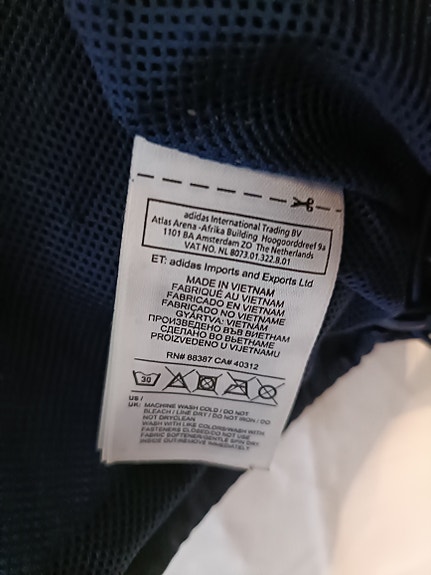 adidas International Trading BV
Atlas Arena -Afrika Building Hoogoorddreef 9a
1101 BA Amsterdam ZO The Netherlands
VAT NO. NL 8073.01.322.B.01
ET: adidas Imports and Exports Ltd
MADE IN VIETNAM
FABRIQUÉ AU VIETNAM
FABRICADO EN VIETNAM
FABRICADO NO VIETNAME
GYÁRTVA: VIETNÁM
ПРОИЗВЕДЕНО ВЪВ ВИЕТНАМ
СДЕЛАНО ВО ВЬЕТНАМЕ
PROIZVEDENO U VIJETNAMU
RN# 88387 CA# 40312
30
US /
UK: MACHINE WASH COLD / DO NOT
BLEACH / LINE DRY / DO NOT IRON / DO
NOT DRYCLEAN
WASH WITH LIKE COLORS/WASH WITH
FASTENERS CLOSED/DO NOT USE
FABRIC SOFTENER/GENTLE SPIN DRY
INSIDE OUT/REMOVE IMMEDIATELY